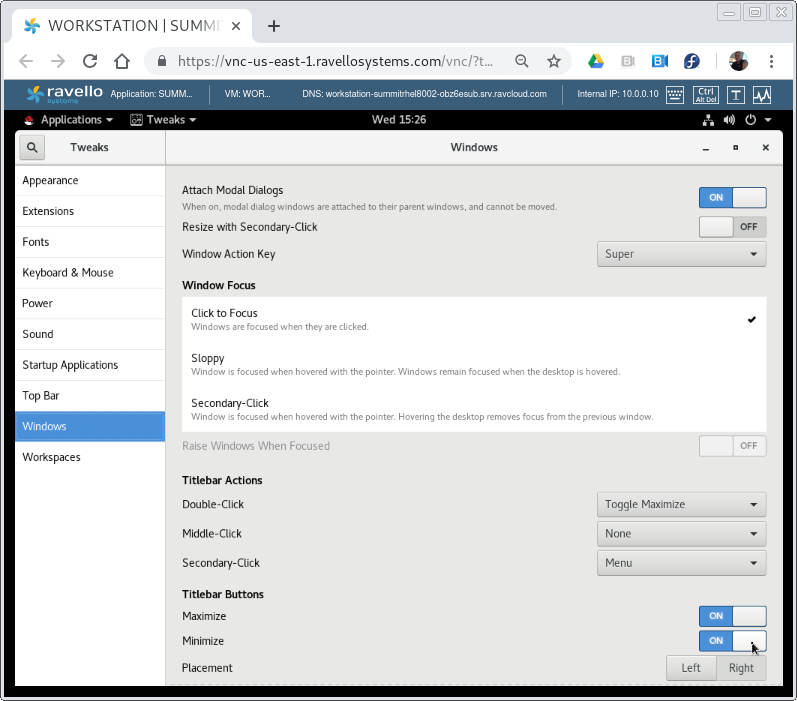 WORKSTATION | SUMM
https://vnc-us-east-1.ravellosystems.com/vnc/?t...
ravello
systems
Application: SUMM...
VM: WOR...
DNS: workstation-summitrhel8002-obz6esub.srv.ravcloud.com
Internal IP: 10.0.0.10
Ctrl
Alt Del
T
Applications
Tweaks
Wed 15:26
Tweaks
Windows
Appearance
Extensions
Fonts
Keyboard & Mouse
Power
Sound
Startup Applications
Top Bar
Windows
Workspaces
Attach Modal Dialogs
ON
When on, modal dialog windows are attached to their parent windows, and cannot be moved.
Resize with Secondary-Click
OFF
Window Action Key
Super
Window Focus
Click to Focus
Windows are focused when they are clicked.
Sloppy
Window is focused when hovered with the pointer. Windows remain focused when the desktop is hovered.
Secondary-Click
Window is focused when hovered with the pointer. Hovering the desktop removes focus from the previous window.
Raise Windows When Focused
OFF
Titlebar Actions
Double-Click
Toggle Maximize
Middle-Click
None
Secondary-Click
Menu
Titlebar Buttons
Maximize
ON
Minimize
ON
Placement
Left
Right